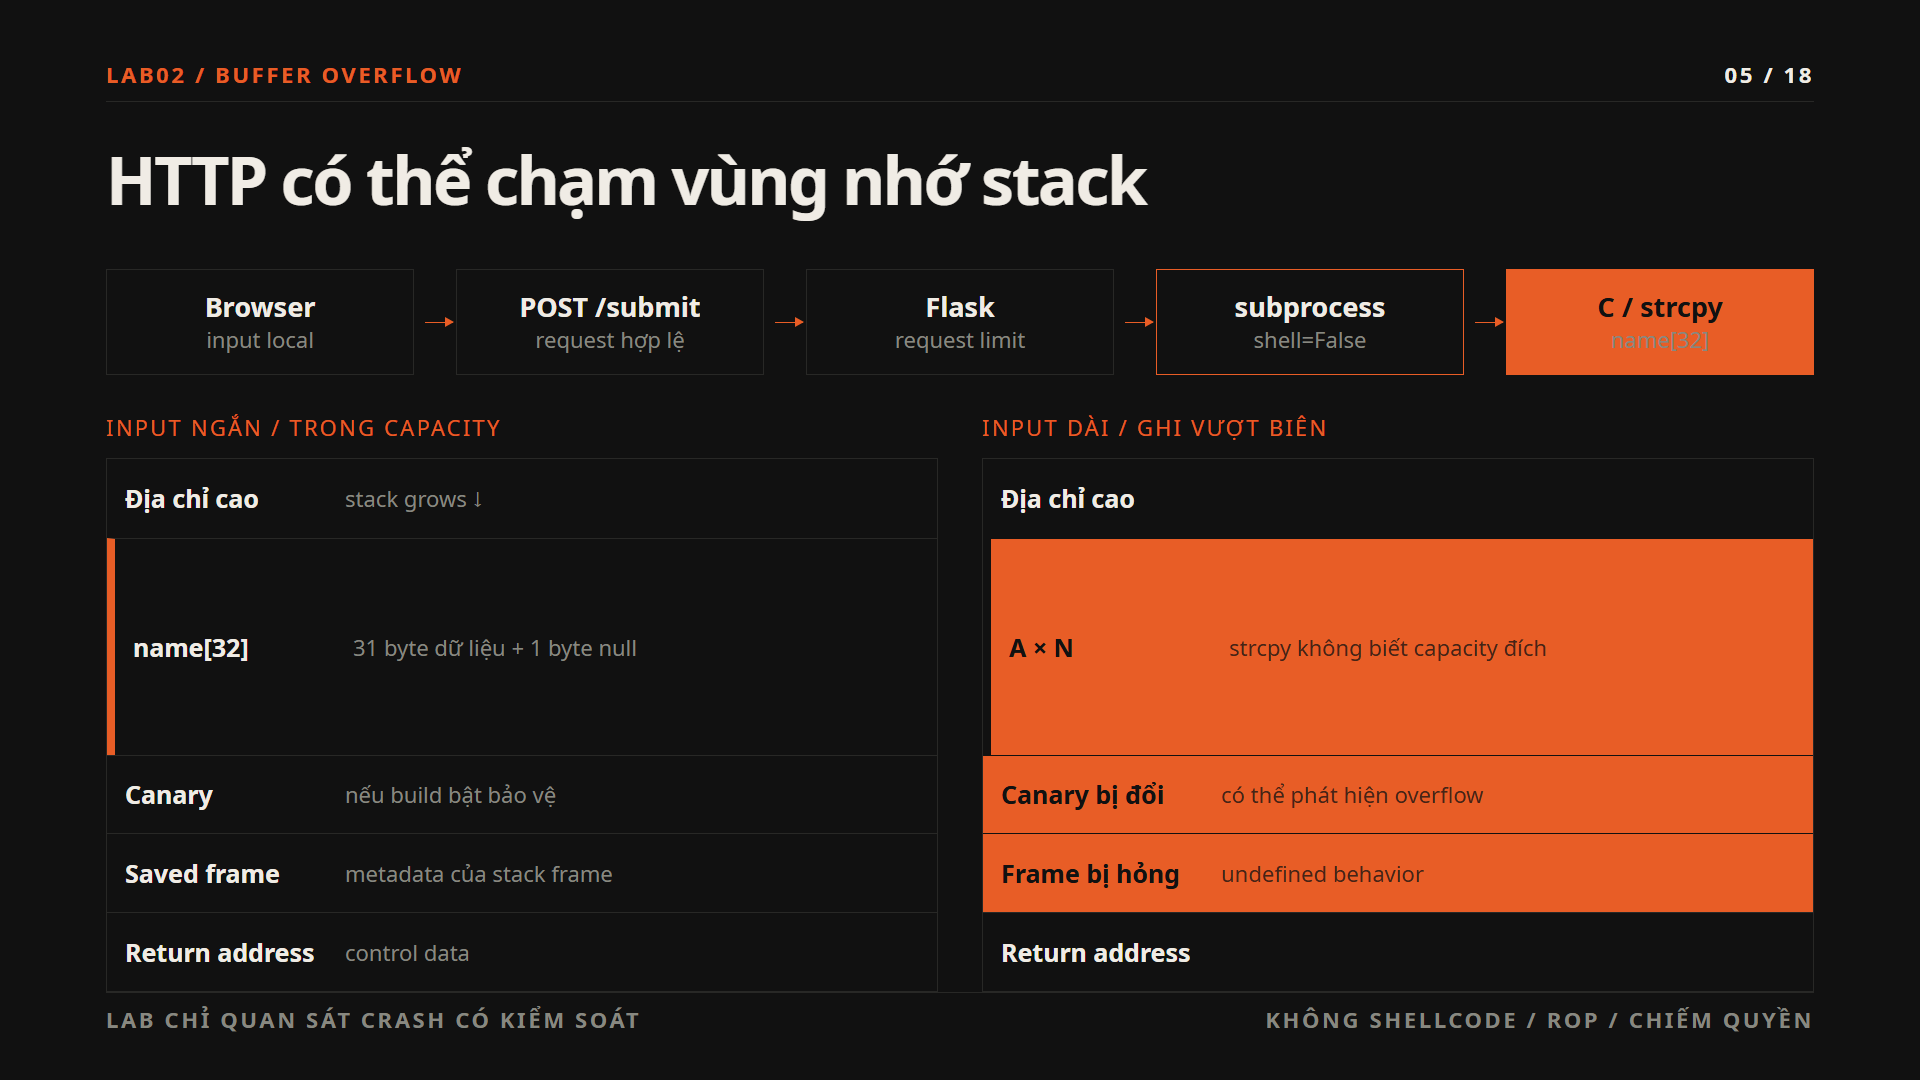 LAB02 / BUFFER OVERFLOW
05 / 18
HTTP có thể chạm vùng nhớ stack
Browser
input local
POST /submit
request hợp lệ
Flask
request limit
subprocess
shell=False
C / strcpy
name[32]
INPUT NGẮN / TRONG CAPACITY
Địa chỉ cao stack grows ↓
name[32] 31 byte dữ liệu + 1 byte null
Canary nếu build bật bảo vệ
Saved frame metadata của stack frame
Return address control data
INPUT DÀI / GHI VƯỢT BIÊN
Địa chỉ cao
A × N strcpy không biết capacity đích
Canary bị đổi có thể phát hiện overflow
Frame bị hỏng undefined behavior
Return address
LAB CHỈ QUAN SÁT CRASH CÓ KIỂM SOÁT
KHÔNG SHELLCODE / ROP / CHIẾM QUYỀN